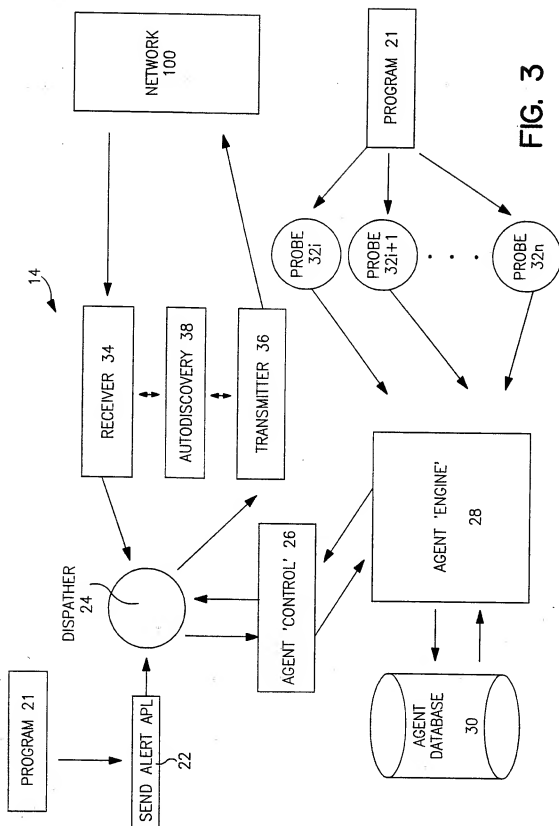 PROGRAM 21
SEND ALERT APL
22
DISPATHER
24
14
RECEIVER 34
AUTODISCOVERY 38
TRANSMITTER 36
NETWORK
100
AGENT 'CONTROL' 26
AGENT
DATABASE
30
AGENT 'ENGINE'
28
PROBE
32i
PROBE
32i+1
. . .
PROBE
32n
PROGRAM 21
FIG. 3